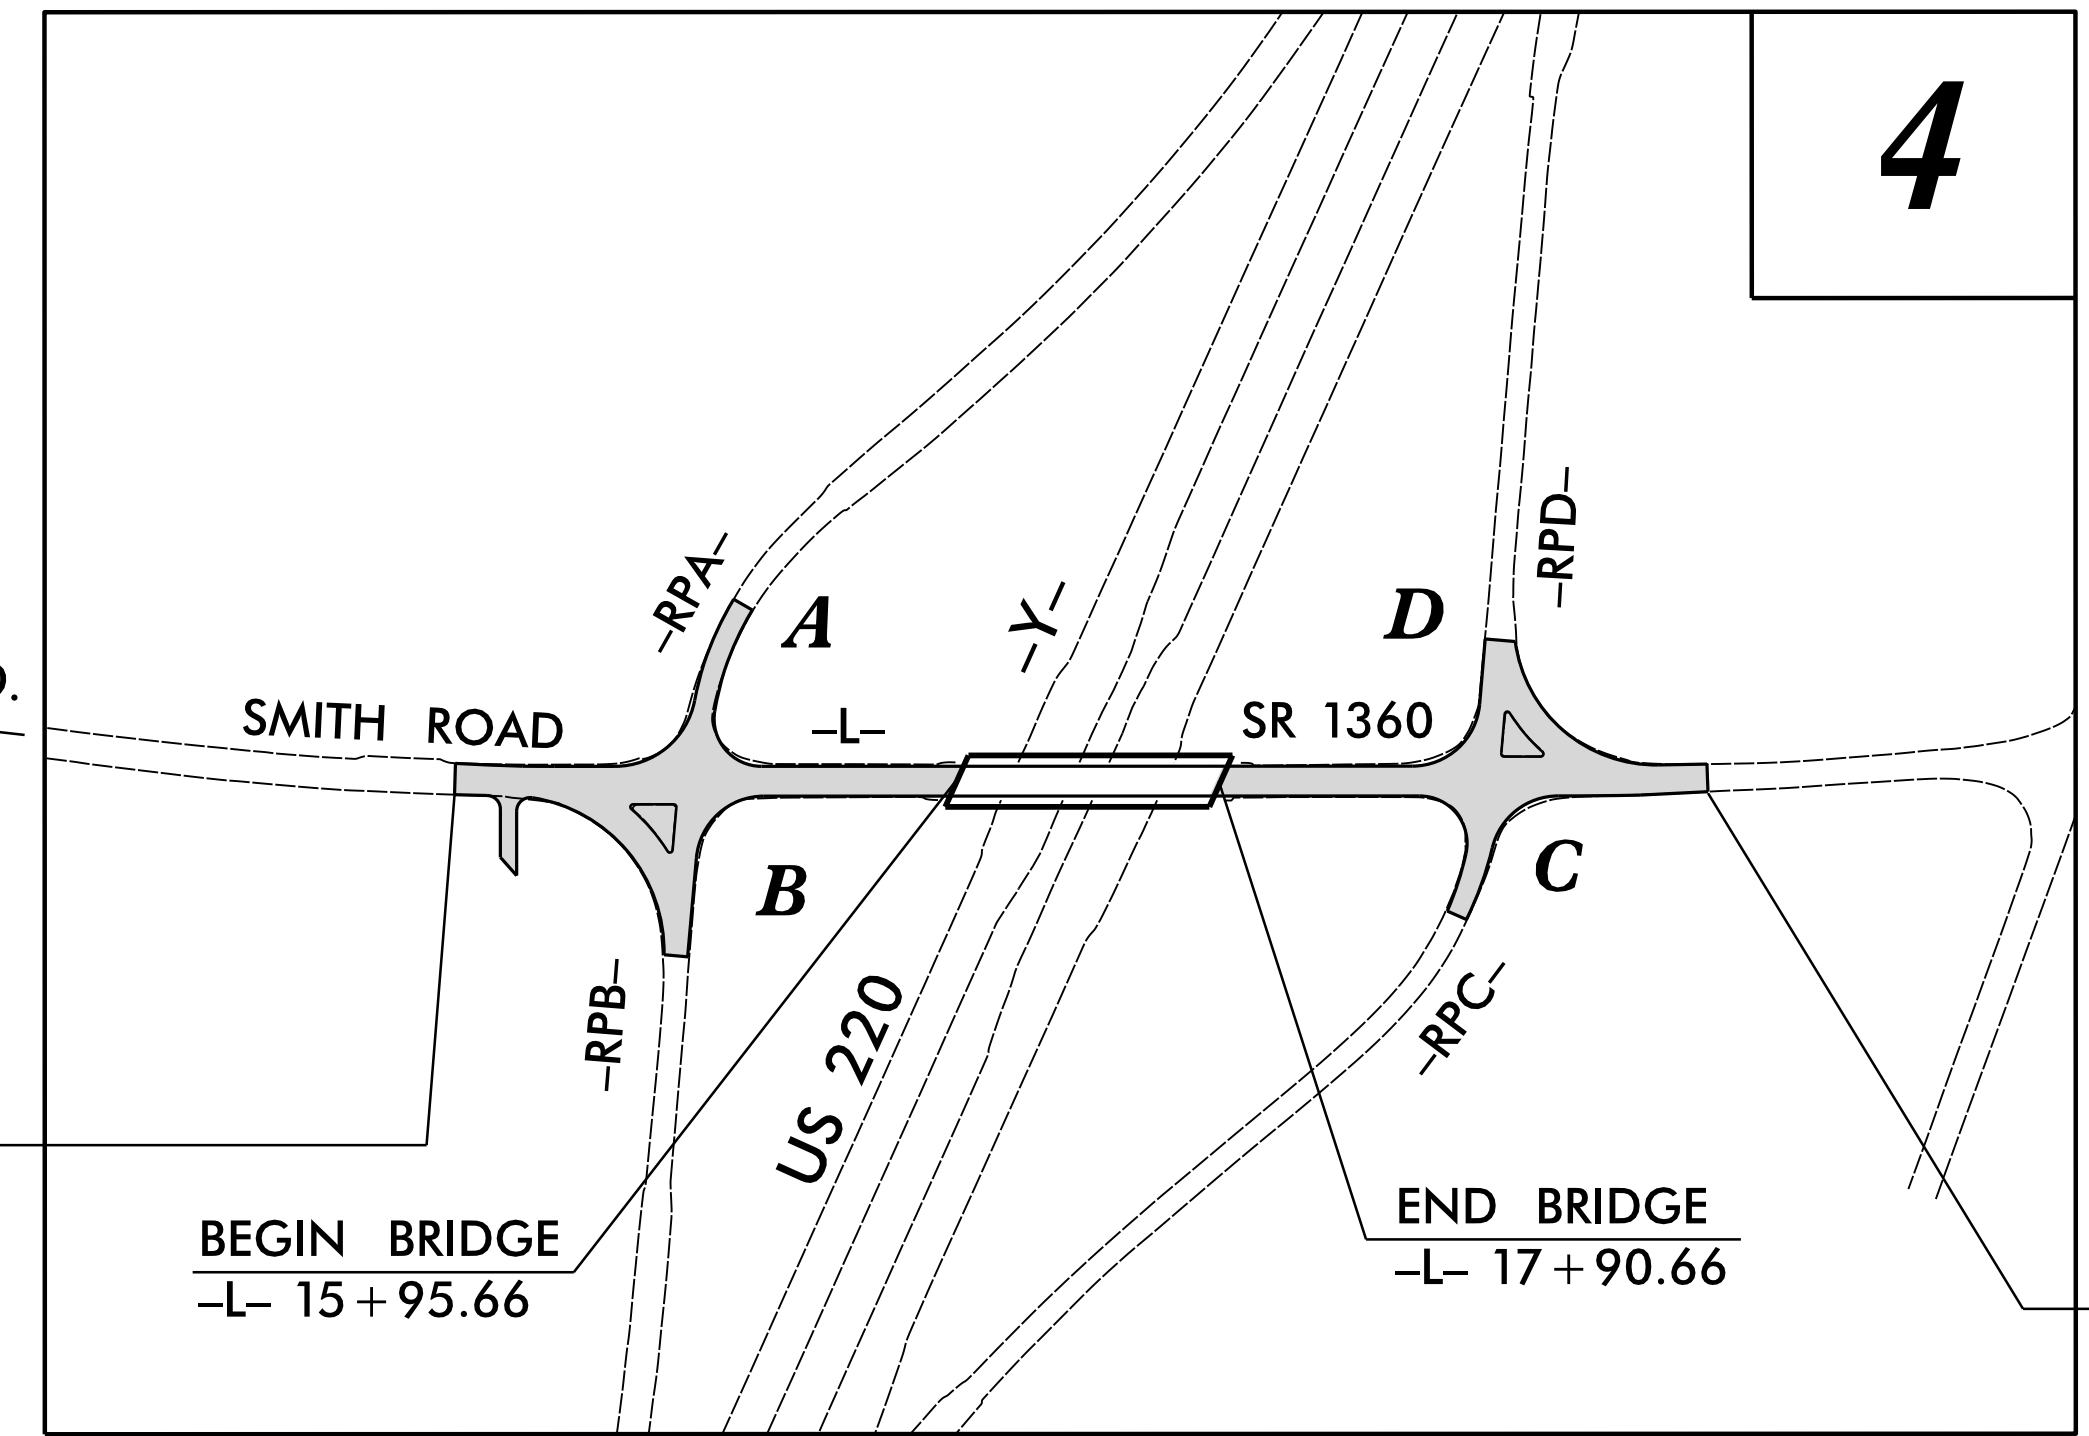 4
–RPD–
–RPA–
A
–Y–
D
SMITH ROAD
–L–
SR 1360
B
C
–RPB–
US 220
–RPC–
BEGIN BRIDGE
–L– 15+95.66
END BRIDGE
–L– 17+90.66